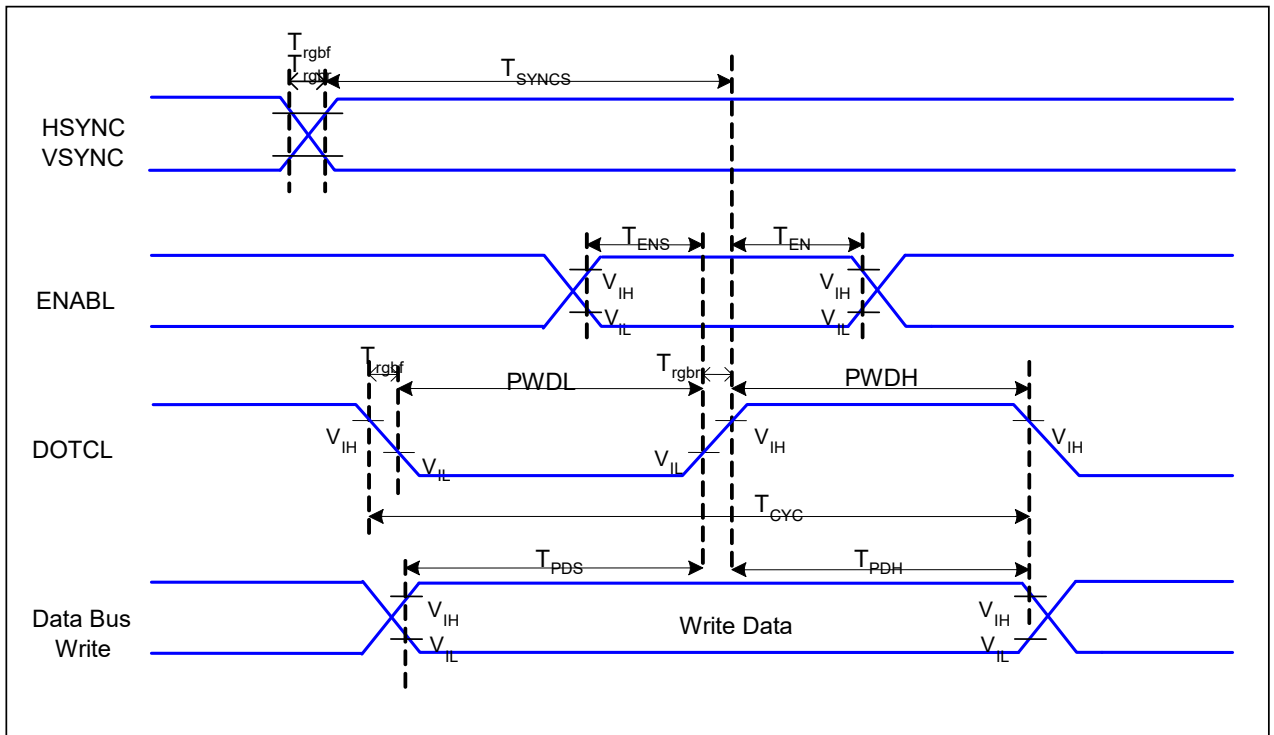 Trgbf
Trgbr
TSYNCS
HSYNC
VSYNC
TENS
TEN
VIH
VIH
ENABL
VIL
VIL
Trgbf
Trgbr
PWDL
PWDH
VIH
VIH
VIH
DOTCL
VIL
VIL
TCYC
TPDS
TPDH
VIH
VIH
Data Bus
Write
Write Data
VIL
VIL